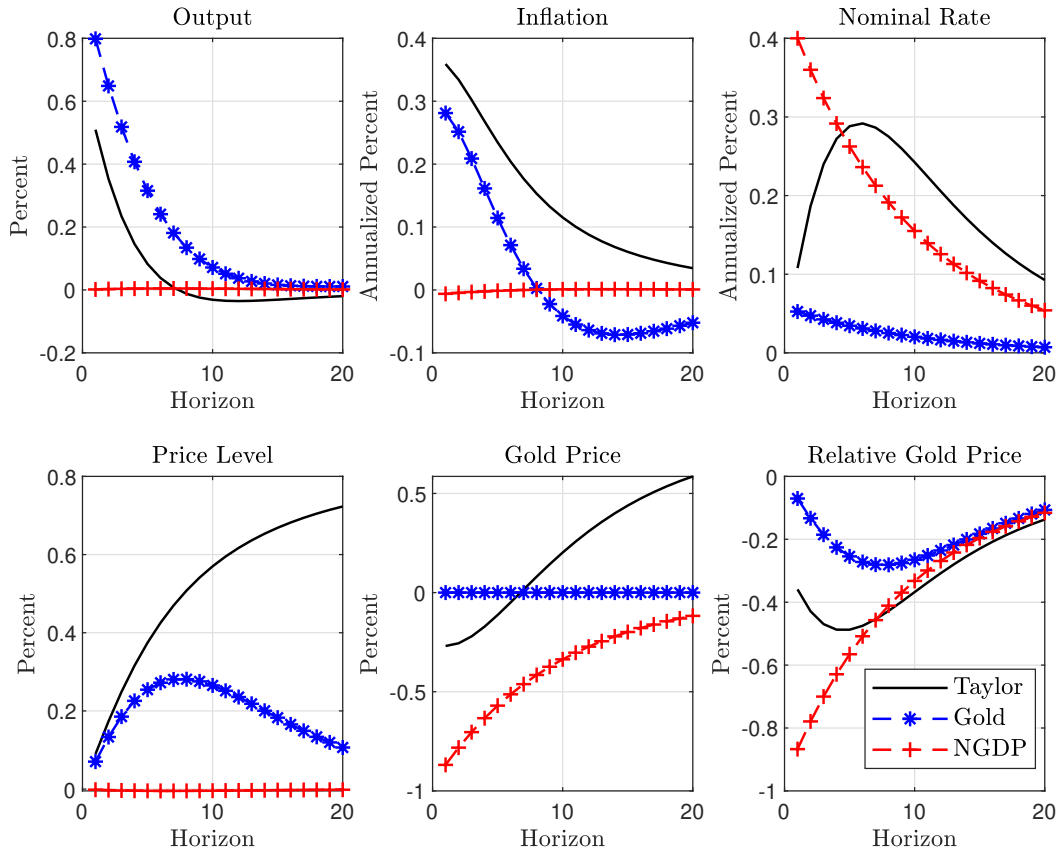 Output
0.8
0.6
0.4
0.2
0
-0.2
0
10
20
Percent
Horizon
Inflation
0.4
0.3
0.2
0.1
0
-0.1
0
10
20
Annualized Percent
Horizon
Nominal Rate
0.4
0.3
0.2
0.1
0
0
10
20
Annualized Percent
Horizon
Price Level
0.8
0.6
0.4
0.2
0
0
10
20
Percent
Horizon
Gold Price
0.5
0
-0.5
-1
0
10
20
Percent
Horizon
Relative Gold Price
0
-0.2
-0.4
-0.6
-0.8
-1
0
10
20
Percent
Horizon
Taylor
Gold
NGDP